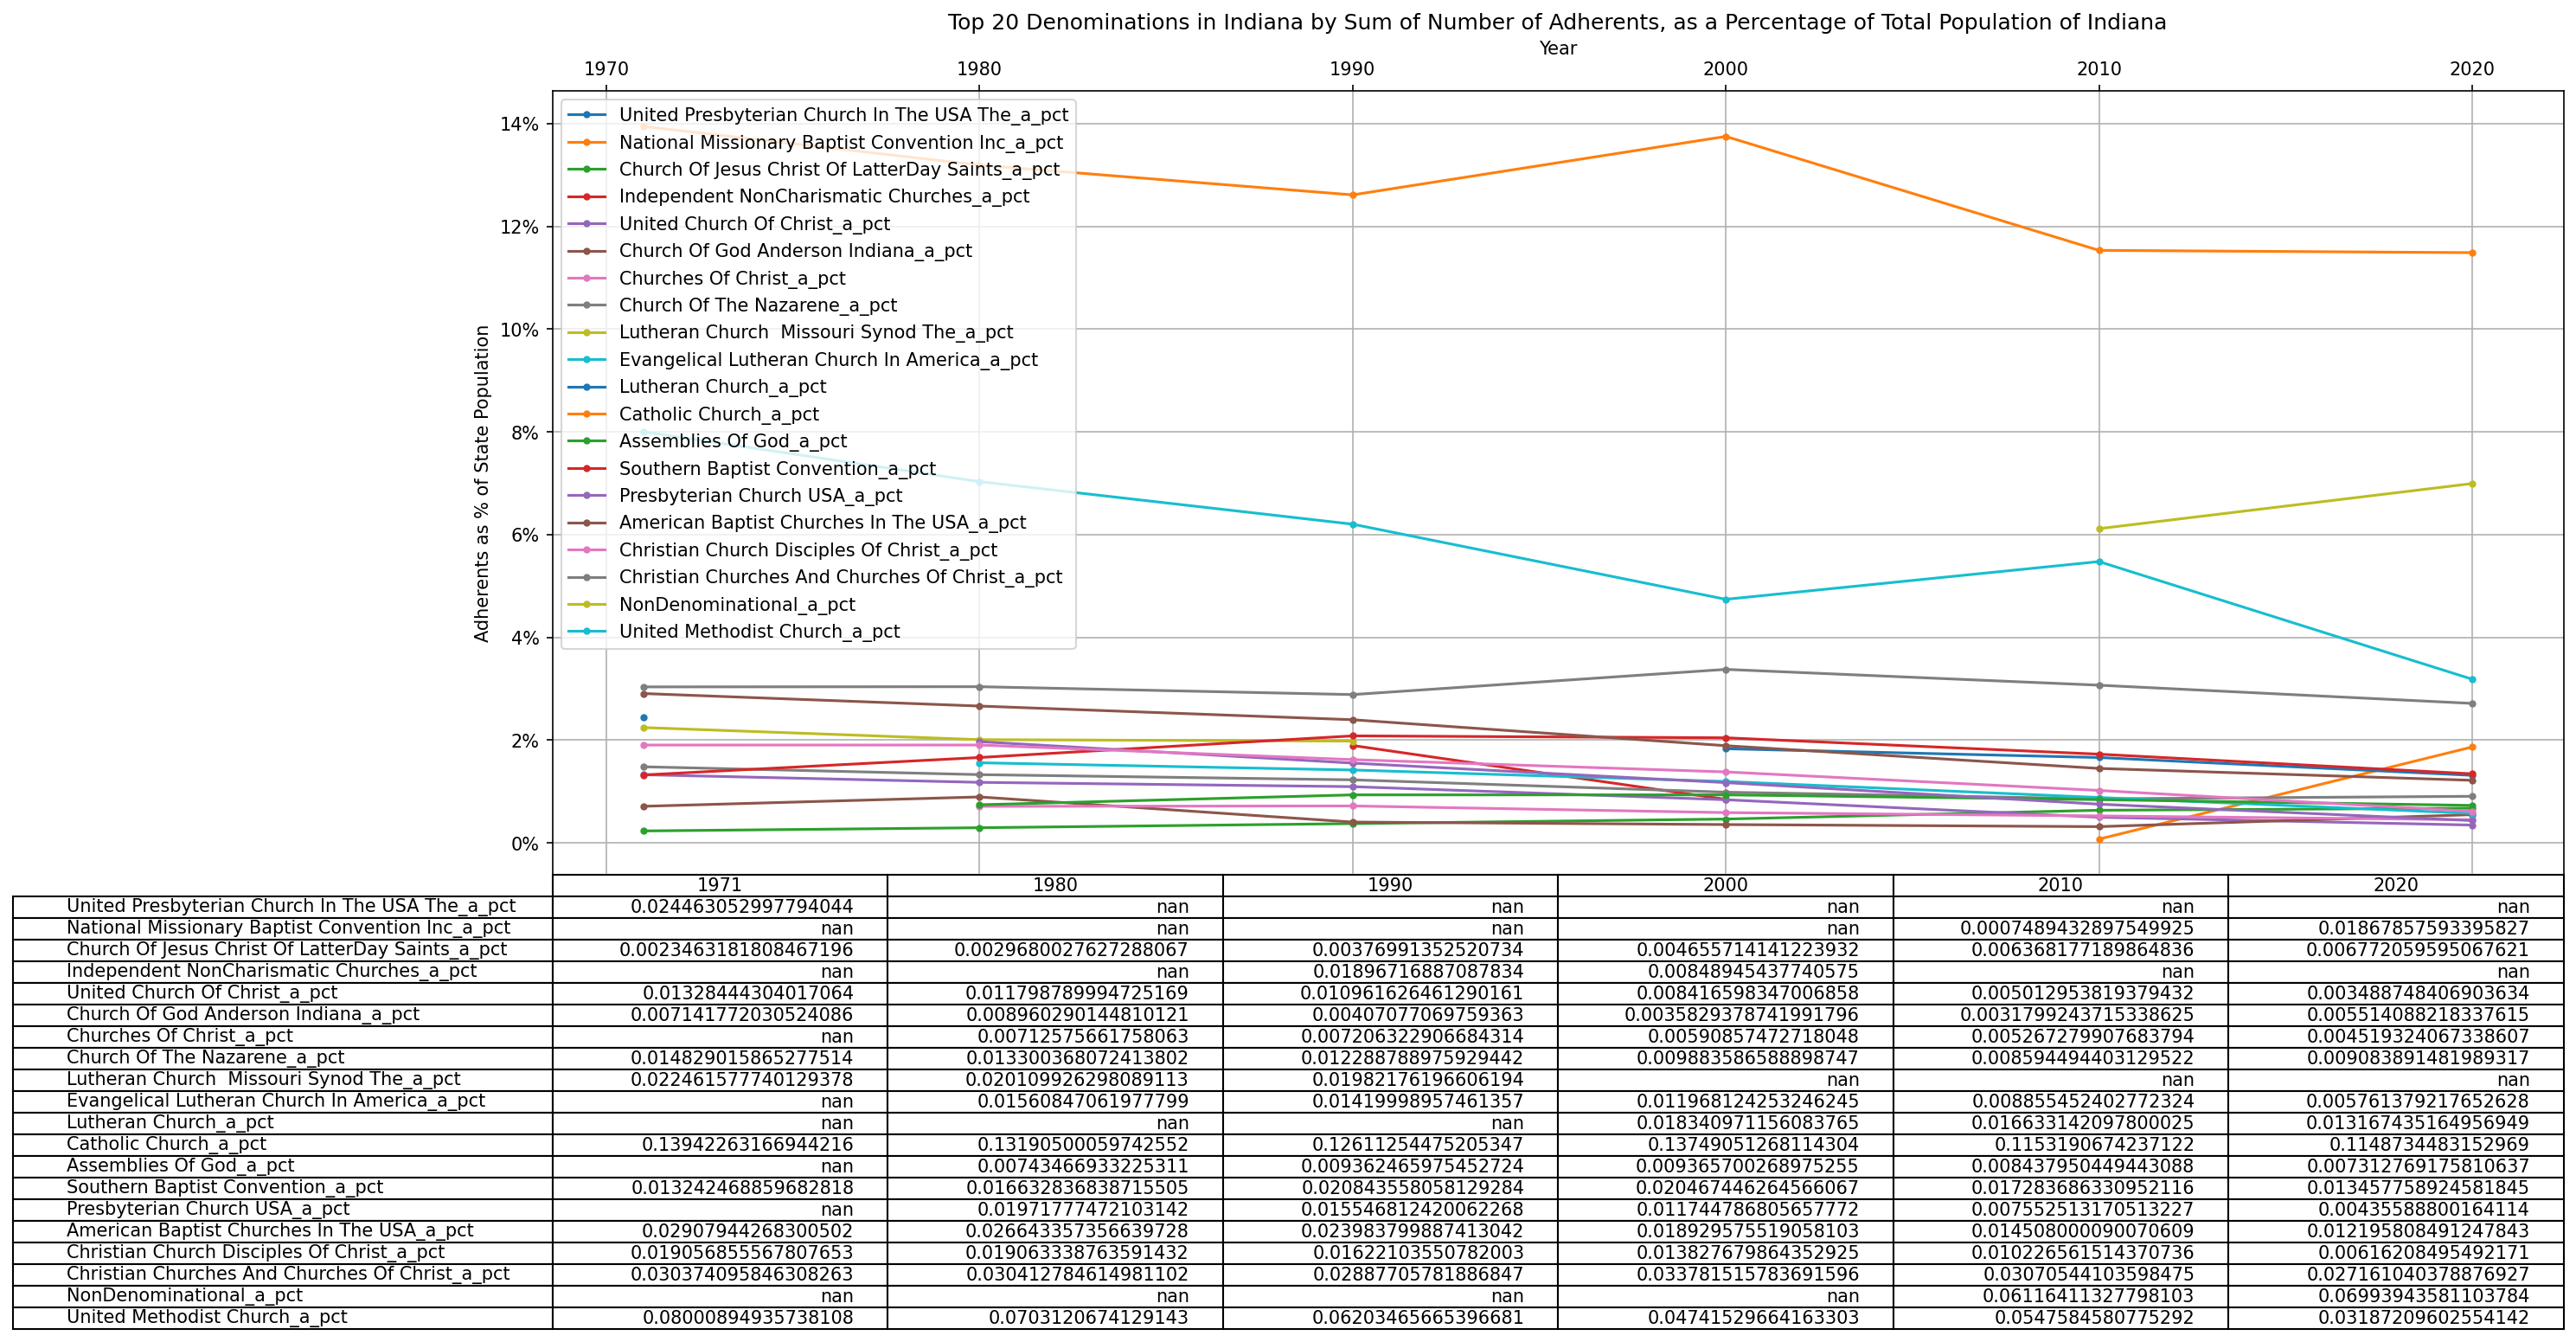 Top 20 Denominations in Indiana by Sum of Number of Adherents, as a Percentage of Total Population of Indiana
Year
1970 1980 1990 2000 2010 2020
Adherents as % of State Population
14%
12%
10%
8%
6%
4%
2%
0%
United Presbyterian Church In The USA The_a_pct
National Missionary Baptist Convention Inc_a_pct
Church Of Jesus Christ Of LatterDay Saints_a_pct
Independent NonCharismatic Churches_a_pct
United Church Of Christ_a_pct
Church Of God Anderson Indiana_a_pct
Churches Of Christ_a_pct
Church Of The Nazarene_a_pct
Lutheran Church  Missouri Synod The_a_pct
Evangelical Lutheran Church In America_a_pct
Lutheran Church_a_pct
Catholic Church_a_pct
Assemblies Of God_a_pct
Southern Baptist Convention_a_pct
Presbyterian Church USA_a_pct
American Baptist Churches In The USA_a_pct
Christian Church Disciples Of Christ_a_pct
Christian Churches And Churches Of Christ_a_pct
NonDenominational_a_pct
United Methodist Church_a_pct
1971 1980 1990 2000 2010 2020
United Presbyterian Church In The USA The_a_pct 0.024463052997794044 nan nan nan nan nan
National Missionary Baptist Convention Inc_a_pct nan nan nan nan 0.0007489432897549925 0.01867857593395827
Church Of Jesus Christ Of LatterDay Saints_a_pct 0.0023463181808467196 0.0029680027627288067 0.00376991352520734 0.004655714141223932 0.006368177189864836 0.006772059595067621
Independent NonCharismatic Churches_a_pct nan nan 0.01896716887087834 0.00848945437740575 nan nan
United Church Of Christ_a_pct 0.01328444304017064 0.011798789994725169 0.010961626461290161 0.008416598347006858 0.005012953819379432 0.003488748406903634
Church Of God Anderson Indiana_a_pct 0.007141772030524086 0.008960290144810121 0.00407077069759363 0.0035829378741991796 0.0031799243715338625 0.005514088218337615
Churches Of Christ_a_pct nan 0.00712575661758063 0.007206322906684314 0.00590857472718048 0.005267279907683794 0.004519324067338607
Church Of The Nazarene_a_pct 0.014829015865277514 0.013300368072413802 0.012288788975929442 0.009883586588898747 0.008594494403129522 0.009083891481989317
Lutheran Church  Missouri Synod The_a_pct 0.022461577740129378 0.020109926298089113 0.01982176196606194 nan nan nan
Evangelical Lutheran Church In America_a_pct nan 0.01560847061977799 0.01419998957461357 0.011968124253246245 0.008855452402772324 0.005761379217652628
Lutheran Church_a_pct nan nan nan 0.018340971156083765 0.016633142097800025 0.013167435164956949
Catholic Church_a_pct 0.13942263166944216 0.13190500059742552 0.12611254475205347 0.13749051268114304 0.1153190674237122 0.1148734483152969
Assemblies Of God_a_pct nan 0.00743466933225311 0.009362465975452724 0.009365700268975255 0.008437950449443088 0.007312769175810637
Southern Baptist Convention_a_pct 0.013242468859682818 0.016632836838715505 0.020843558058129284 0.020467446264566067 0.017283686330952116 0.013457758924581845
Presbyterian Church USA_a_pct nan 0.01971777472103142 0.015546812420062268 0.011744786805657772 0.007552513170513227 0.00435588800164114
American Baptist Churches In The USA_a_pct 0.02907944268300502 0.026643357356639728 0.023983799887413042 0.018929575519058103 0.014508000090070609 0.012195808491247843
Christian Church Disciples Of Christ_a_pct 0.019056855567807653 0.019063338763591432 0.01622103550782003 0.013827679864352925 0.010226561514370736 0.00616208495492171
Christian Churches And Churches Of Christ_a_pct 0.030374095846308263 0.030412784614981102 0.02887705781886847 0.033781515783691596 0.03070544103598475 0.027161040378876927
NonDenominational_a_pct nan nan nan nan 0.06116411327798103 0.06993943581103784
United Methodist Church_a_pct 0.08000894935738108 0.0703120674129143 0.06203465665396681 0.04741529664163303 0.0547584580775292 0.03187209602554142